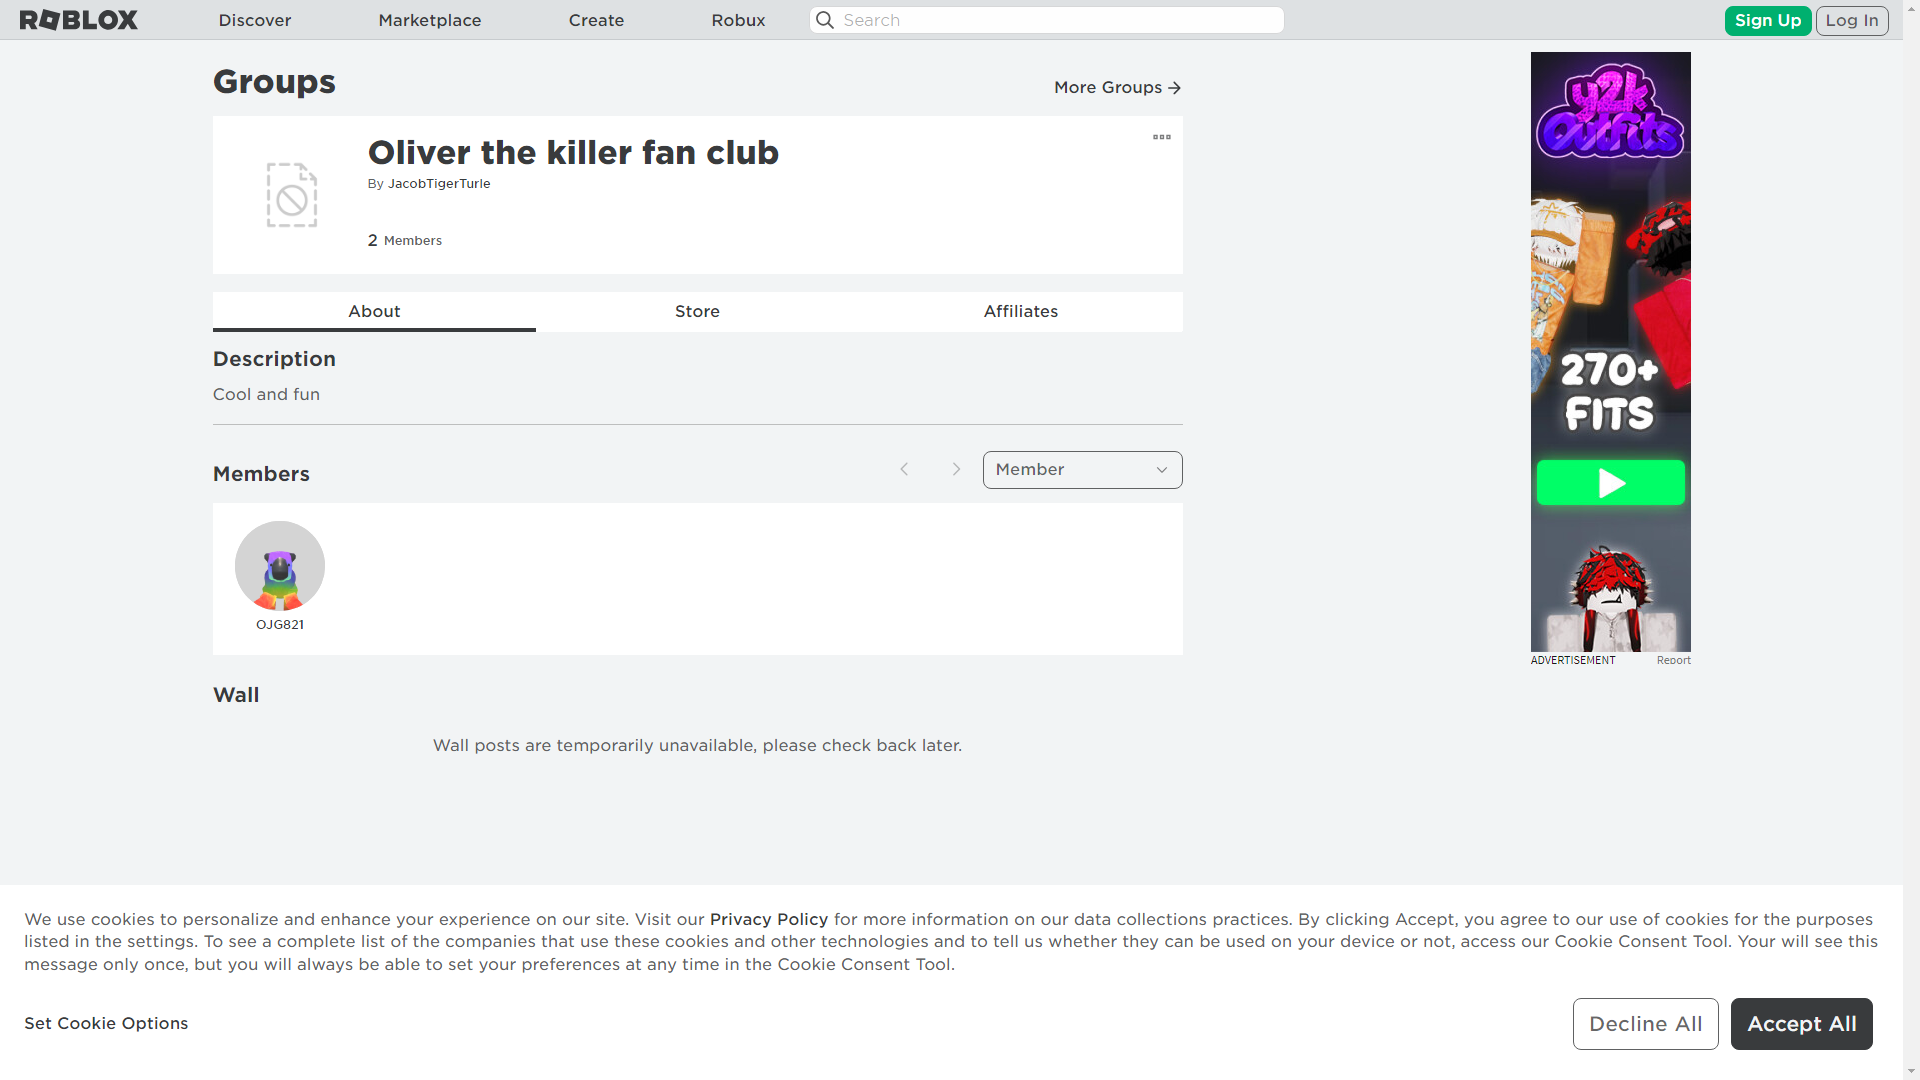 ROBLOX
Discover
Marketplace
Create
Robux
Search
Sign Up
Log In
Groups
More Groups
Oliver the killer fan club
By JacobTigerTurle
2 Members
About
Store
Affiliates
Description
Cool and fun
Members
Member
OJG821
Wall
Wall posts are temporarily unavailable, please check back later.
y2k
Outfits
270+
FITS
ADVERTISEMENT
Report
We use cookies to personalize and enhance your experience on our site. Visit our Privacy Policy for more information on our data collections practices. By clicking Accept, you agree to our use of cookies for the purposes
listed in the settings. To see a complete list of the companies that use these cookies and other technologies and to tell us whether they can be used on your device or not, access our Cookie Consent Tool. Your will see this
message only once, but you will always be able to set your preferences at any time in the Cookie Consent Tool.
Set Cookie Options
Decline All
Accept All